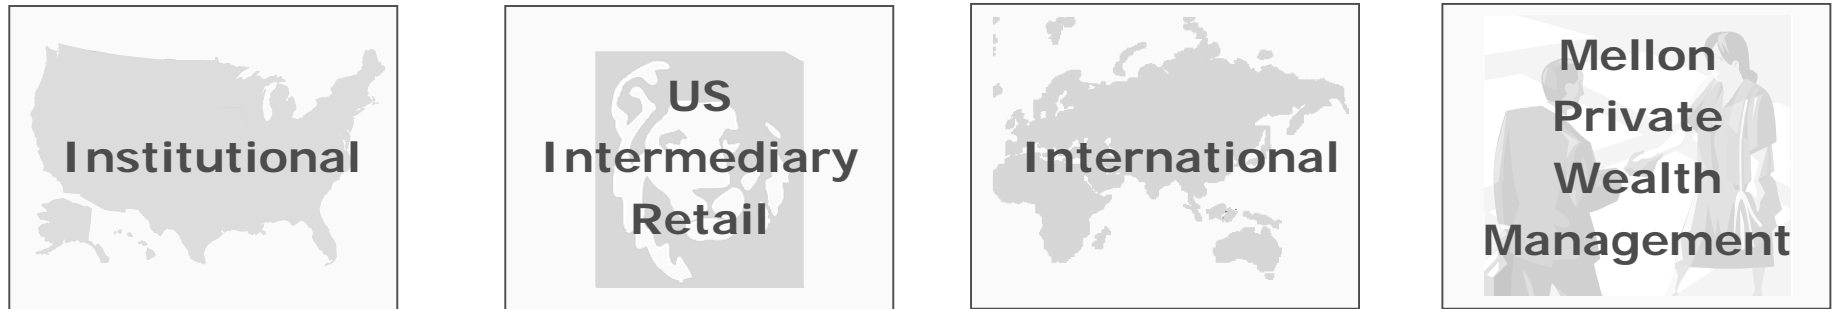 Institutional
US
Intermediary
Retail
International
Mellon
Private
Wealth
Management